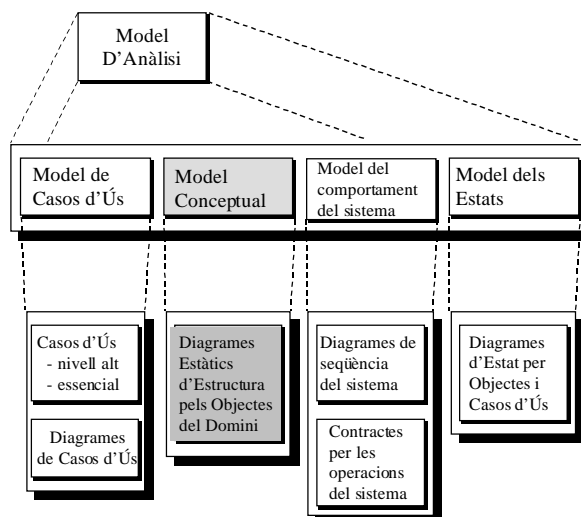 Model
D'Anàlisi
Model de
Casos d'Ús
Model
Conceptual
Model del
comportament
del sistema
Model dels
Estats
Casos d'Ús
- nivell alt
- essencial
Diagrames
de Casos d'Ús
Diagrames
Estàtics
d'Estructura
pels Objectes
del Domini
Diagrames de
seqüència
del sistema
Contractes
per les
operacions
del sistema
Diagrames
d'Estat per
Objectes i
Casos d'Ús